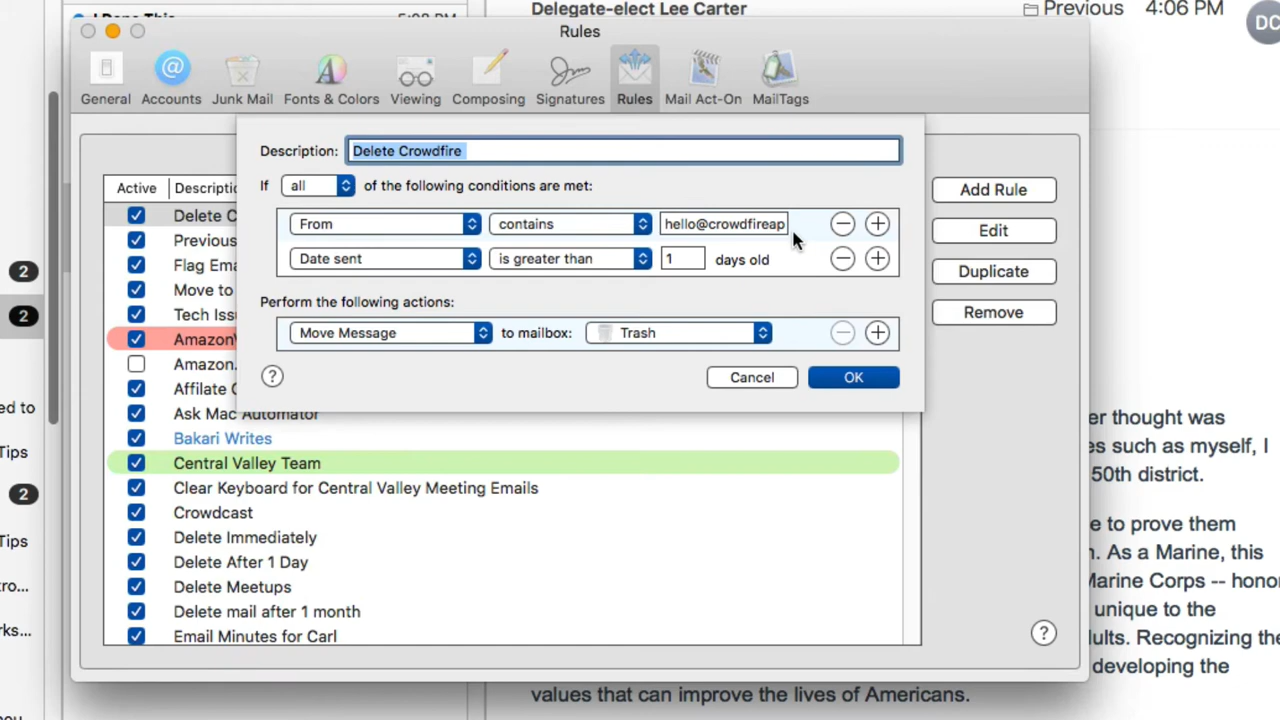 Delegate-elect Lee Carter
Previous 4:06 PM
DC
Rules
General Accounts Junk Mail Fonts & Colors Viewing Composing Signatures Rules Mail Act-On MailTags
Description: Delete Crowdfire
If all of the following conditions are met:
From contains hello@crowdfireap
Date sent is greater than 1 days old
Perform the following actions:
Move Message to mailbox: Trash
? Cancel OK
Active Descripti
Delete C
Previous
Flag Ema
Move to
Tech Iss
Amazon
Amazon.
Affilate C
Ask Mac Automator
Bakari Writes
Central Valley Team
Clear Keyboard for Central Valley Meeting Emails
Crowdcast
Delete Immediately
Delete After 1 Day
Delete Meetups
Delete mail after 1 month
Email Minutes for Carl
Add Rule
Edit
Duplicate
Remove
?
2
2
ed to
Tips
2
Tips
tro...
rks...
er thought was
es such as myself, I
50th district.
e to prove them
n. As a Marine, this
Marine Corps -- hono
unique to the
dults. Recognizing the
developing the
values that can improve the lives of Americans.